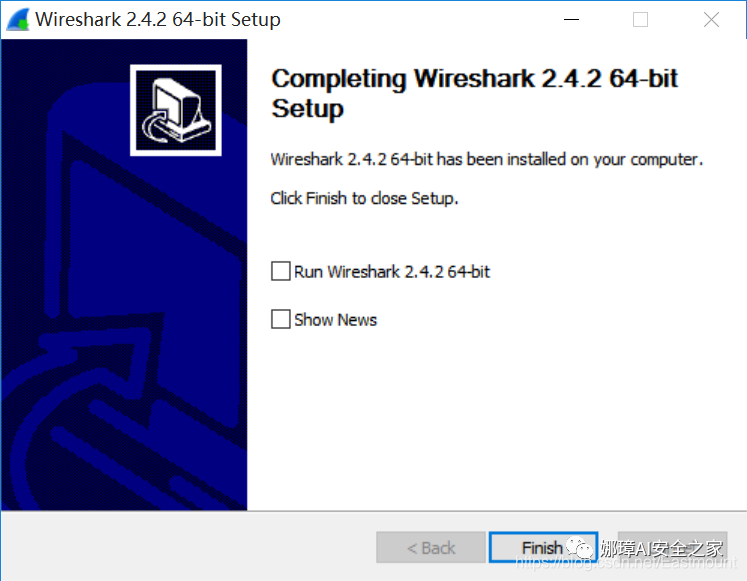 Wireshark 2.4.2 64-bit Setup
Completing Wireshark 2.4.2 64-bit
Setup
Wireshark 2.4.2 64-bit has been installed on your computer.
Click Finish to close Setup.
Run Wireshark 2.4.2 64-bit
Show News
< Back
Finish
娜璋AI安全之家
https://blog.csdn.net/Eastmount